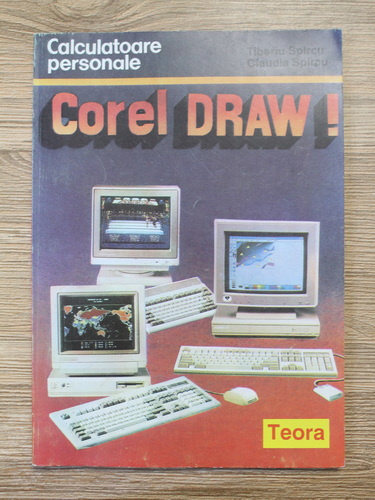 Calculatoare
personale
Tiberiu Spircu
Claudia Spircu
Corel DRAW !
Teora